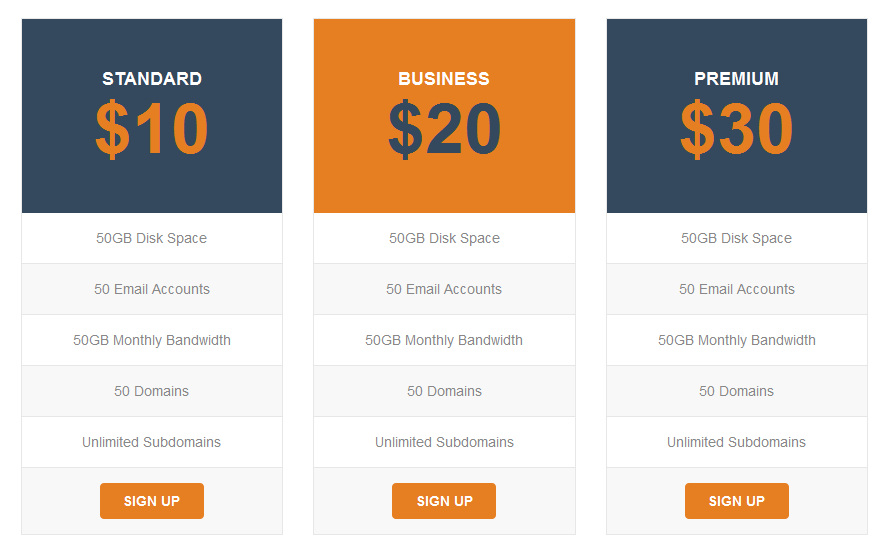 STANDARD
$10
50GB Disk Space
50 Email Accounts
50GB Monthly Bandwidth
50 Domains
Unlimited Subdomains
SIGN UP
BUSINESS
$20
50GB Disk Space
50 Email Accounts
50GB Monthly Bandwidth
50 Domains
Unlimited Subdomains
SIGN UP
PREMIUM
$30
50GB Disk Space
50 Email Accounts
50GB Monthly Bandwidth
50 Domains
Unlimited Subdomains
SIGN UP